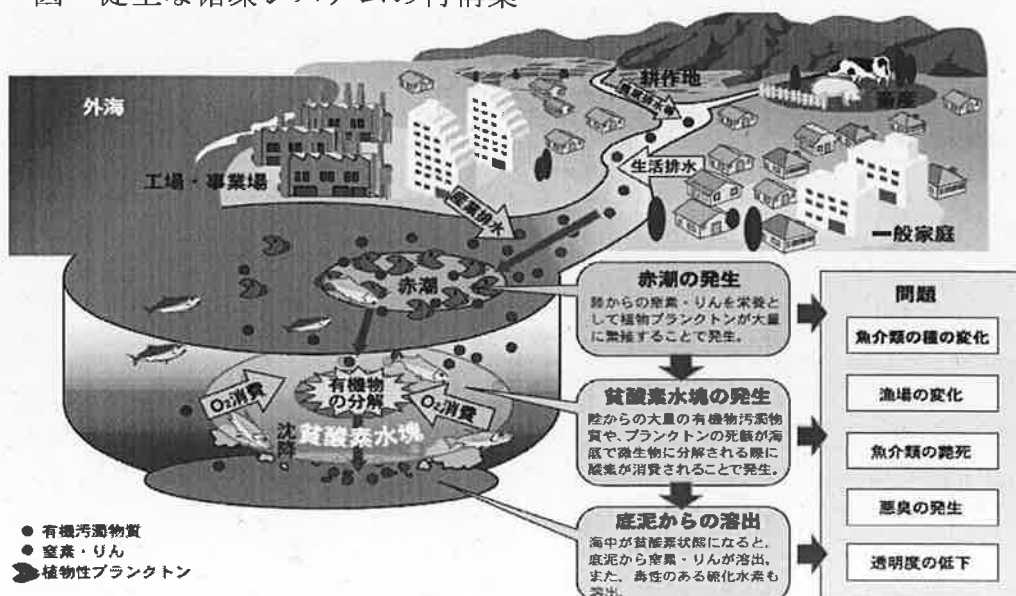 外海
耕作地
工場・事業場
産業排水
生活排水
一般家庭
赤潮
赤潮の発生
陸からの窒素・りんを栄養と
して植物プランクトンが大量
に繁殖することで発生。
有機物
の分解
O₂消費
O₂消費
沈降
貧酸素水塊
貧酸素水塊の発生
陸からの大量の有機物汚濁物
質や、プランクトンの死骸が海
底で微生物に分解される際に
酸素が消費されることで発生。
底泥からの溶出
海中が貧酸素状態になると、
底泥から窒素・りんが溶出。
また、毒性のある硫化水素も
溶出。
問題
魚介類の種の変化
漁場の変化
魚介類の斃死
悪臭の発生
透明度の低下
● 有機汚濁物質
● 窒素・りん
植物性プランクトン